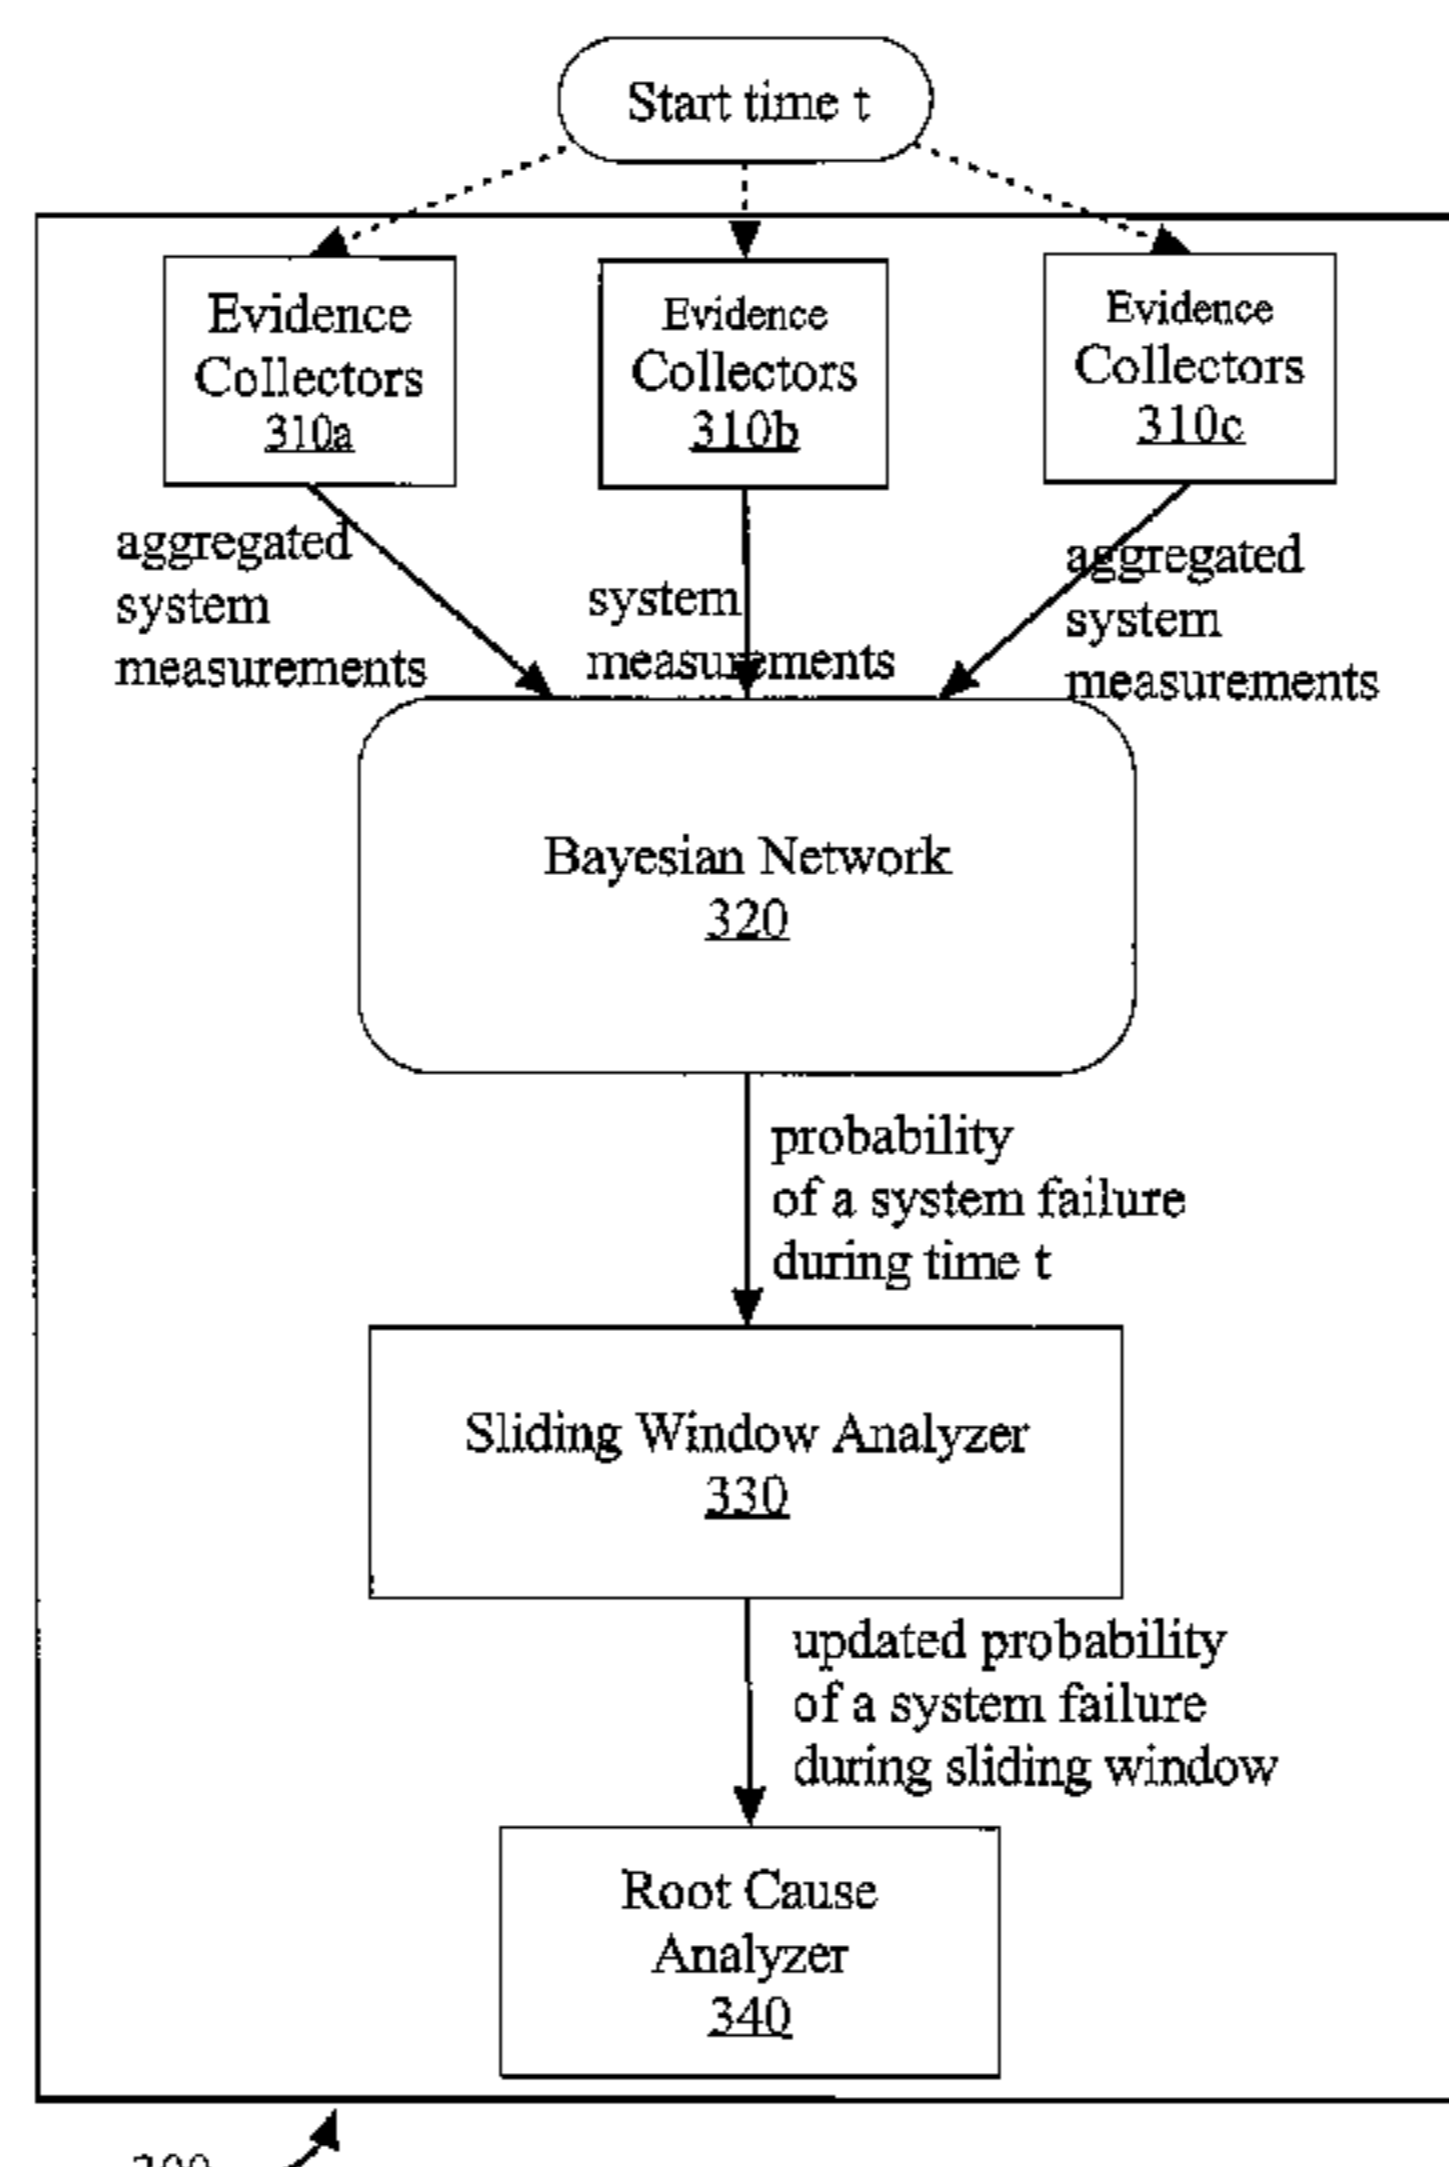 Start time t
Evidence
Collectors
310a
Evidence
Collectors
310b
Evidence
Collectors
310c
aggregated
system
measurements
system
measurements
aggregated
system
measurements
Bayesian Network
320
probability
of a system failure
during time t
Sliding Window Analyzer
330
updated probability
of a system failure
during sliding window
Root Cause
Analyzer
340